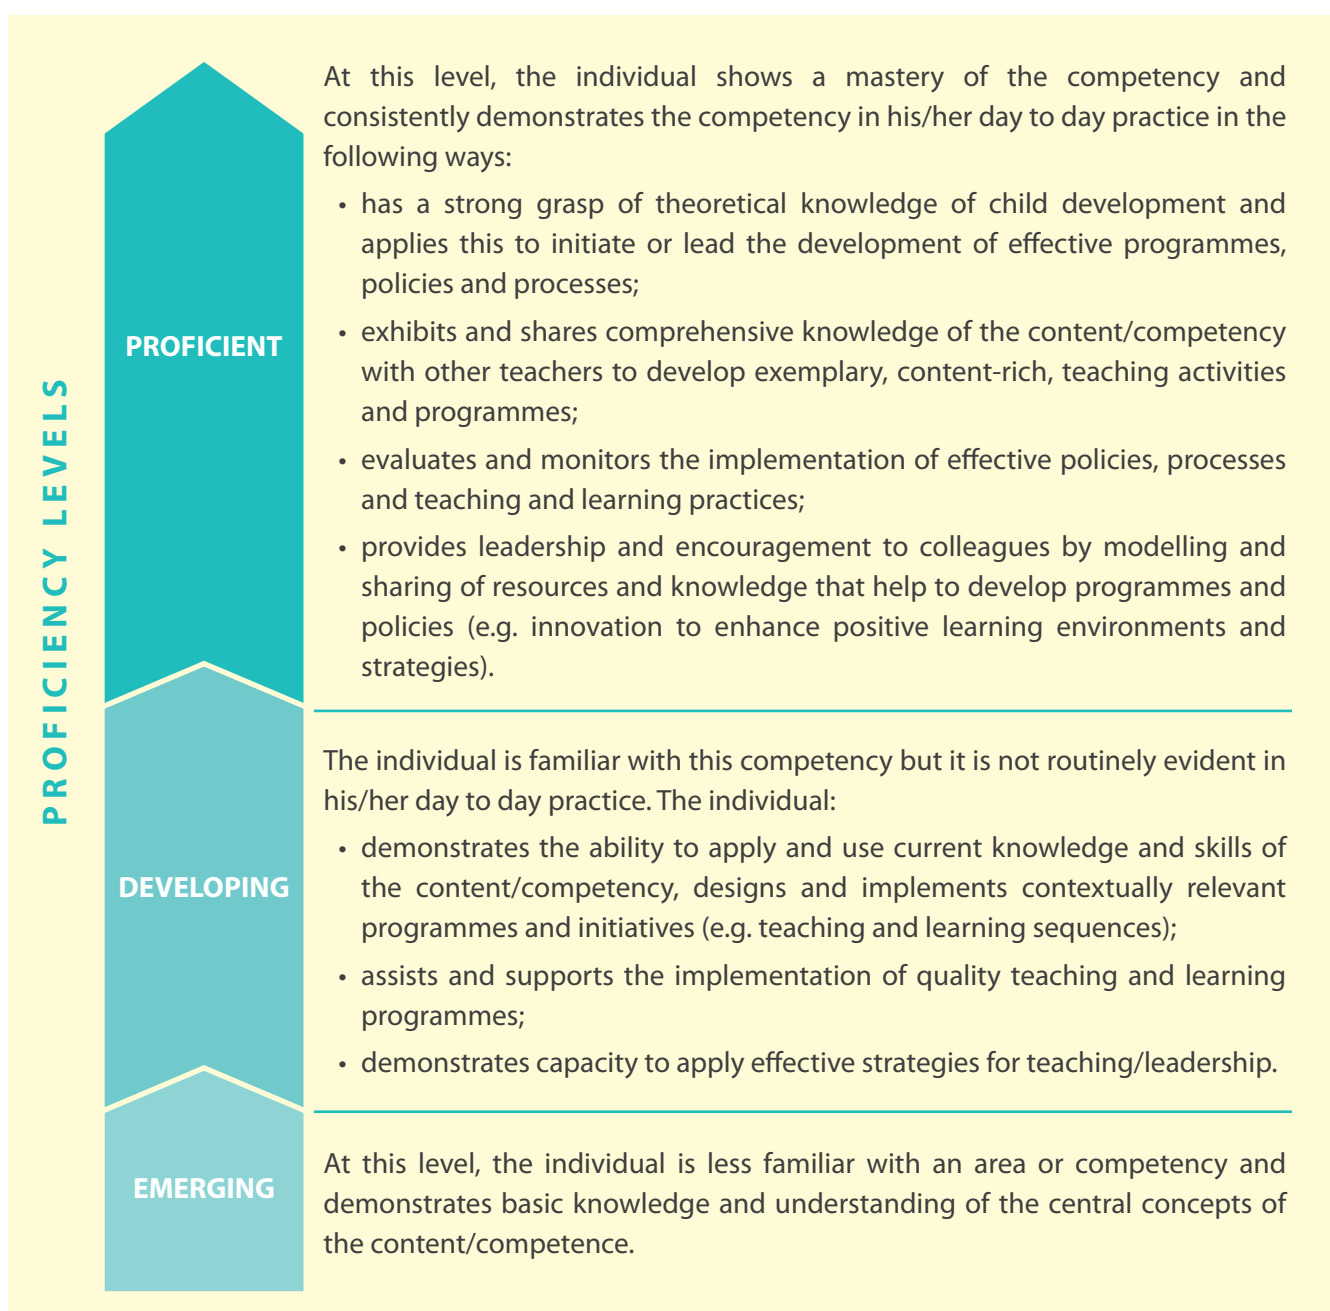 PROFICIENCY LEVELS
PROFICIENT
At this level, the individual shows a mastery of the competency and
consistently demonstrates the competency in his/her day to day practice in the
following ways:
• has a strong grasp of theoretical knowledge of child development and
applies this to initiate or lead the development of effective programmes,
policies and processes;
• exhibits and shares comprehensive knowledge of the content/competency
with other teachers to develop exemplary, content-rich, teaching activities
and programmes;
• evaluates and monitors the implementation of effective policies, processes
and teaching and learning practices;
• provides leadership and encouragement to colleagues by modelling and
sharing of resources and knowledge that help to develop programmes and
policies (e.g. innovation to enhance positive learning environments and
strategies).
DEVELOPING
The individual is familiar with this competency but it is not routinely evident in
his/her day to day practice. The individual:
• demonstrates the ability to apply and use current knowledge and skills of
the content/competency, designs and implements contextually relevant
programmes and initiatives (e.g. teaching and learning sequences);
• assists and supports the implementation of quality teaching and learning
programmes;
• demonstrates capacity to apply effective strategies for teaching/leadership.
EMERGING
At this level, the individual is less familiar with an area or competency and
demonstrates basic knowledge and understanding of the central concepts of
the content/competence.